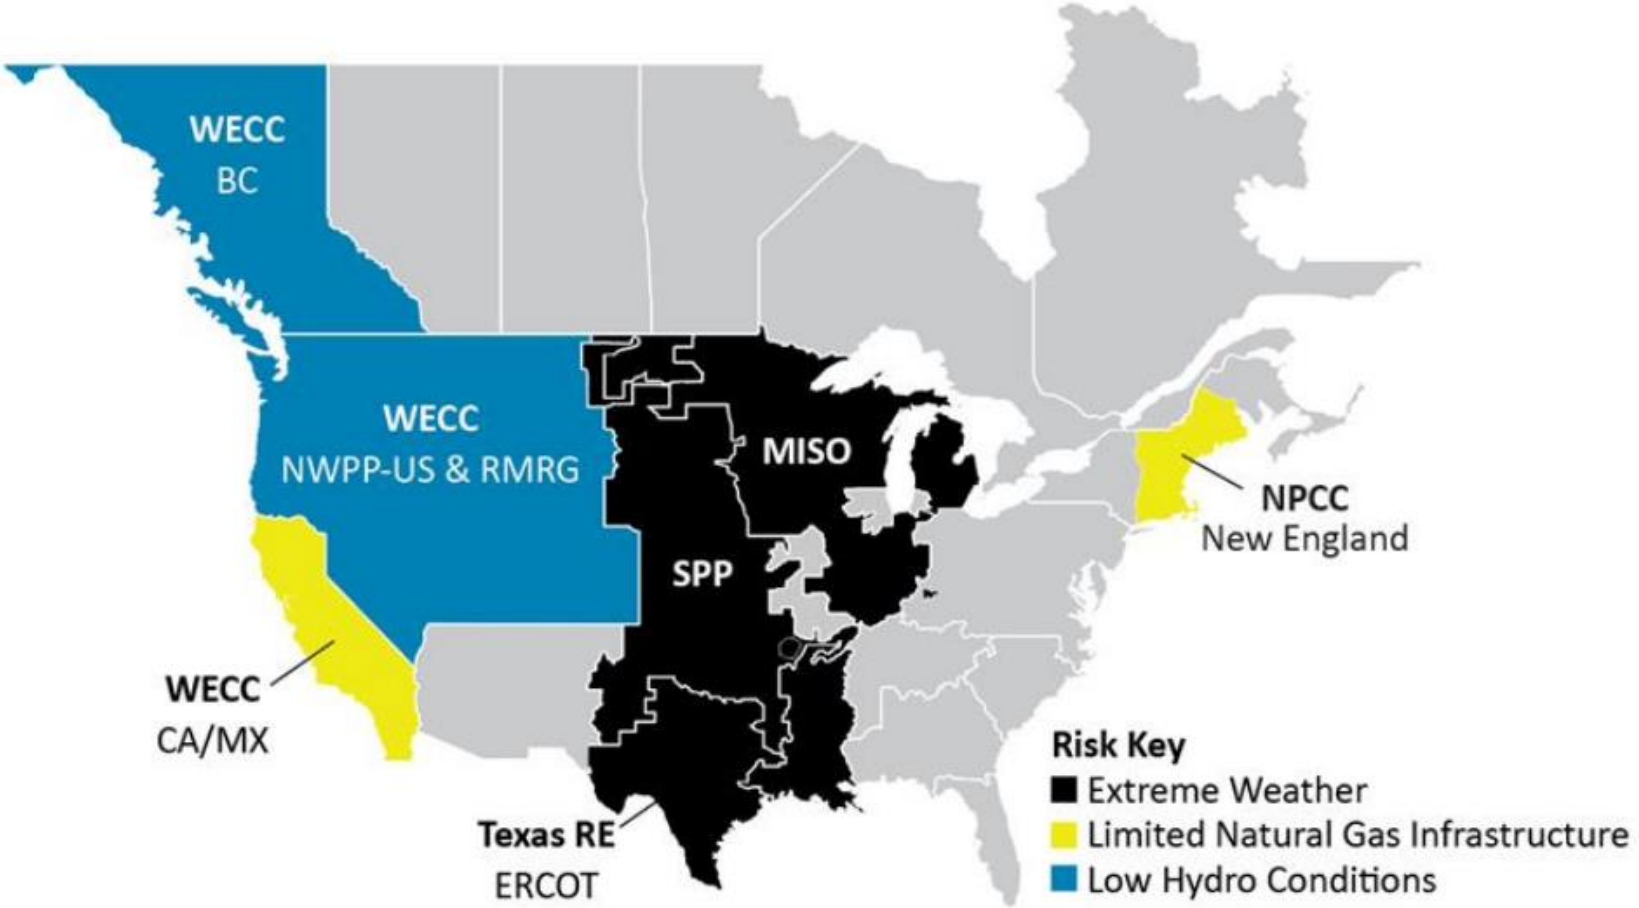 WECC
BC
WECC
NWPP-US & RMRG
MISO
NPCC
New England
SPP
WECC
CA/MX
Texas RE
ERCOT
Risk Key
Extreme Weather
Limited Natural Gas Infrastructure
Low Hydro Conditions